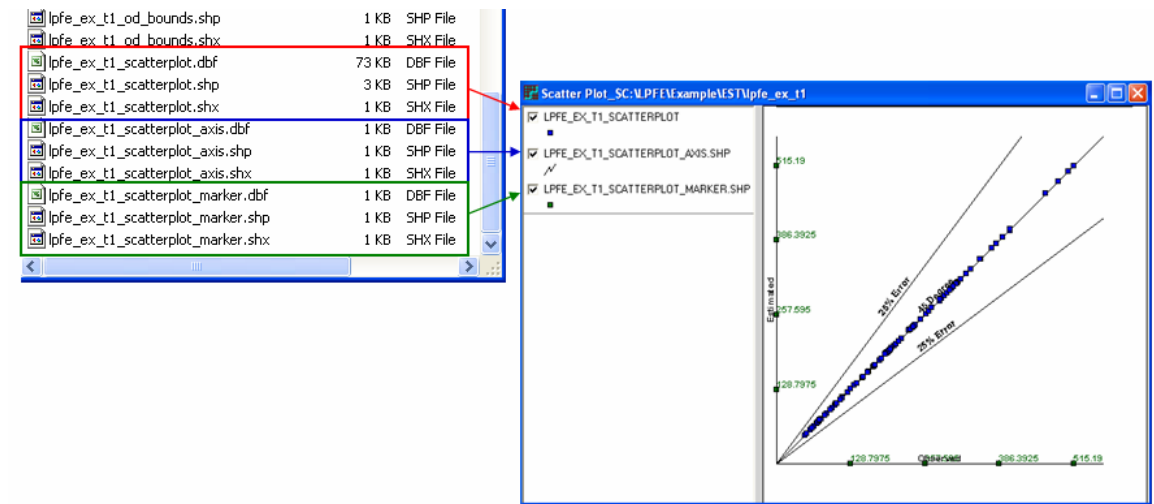 lpfe_ex_t1_od_bounds.shp 1 KB SHP File
lpfe_ex_t1_od_bounds.shx 1 KB SHX File
lpfe_ex_t1_scatterplot.dbf 73 KB DBF File
lpfe_ex_t1_scatterplot.shp 3 KB SHP File
lpfe_ex_t1_scatterplot.shx 1 KB SHX File
lpfe_ex_t1_scatterplot_axis.dbf 1 KB DBF File
lpfe_ex_t1_scatterplot_axis.shp 1 KB SHP File
lpfe_ex_t1_scatterplot_axis.shx 1 KB SHX File
lpfe_ex_t1_scatterplot_marker.dbf 1 KB DBF File
lpfe_ex_t1_scatterplot_marker.shp 1 KB SHP File
lpfe_ex_t1_scatterplot_marker.shx 1 KB SHX File
Scatter Plot_SC:\LPFE\Example\EST\lpfe_ex_t1
LPFE_EX_T1_SCATTERPLOT
LPFE_EX_T1_SCATTERPLOT_AXIS.SHP
LPFE_EX_T1_SCATTERPLOT_MARKER.SHP
515.19
386.3925
257.595
128.7975
Estimated
25% Error
45 Degree
25% Error
128.7975
Observed
386.3925
515.19